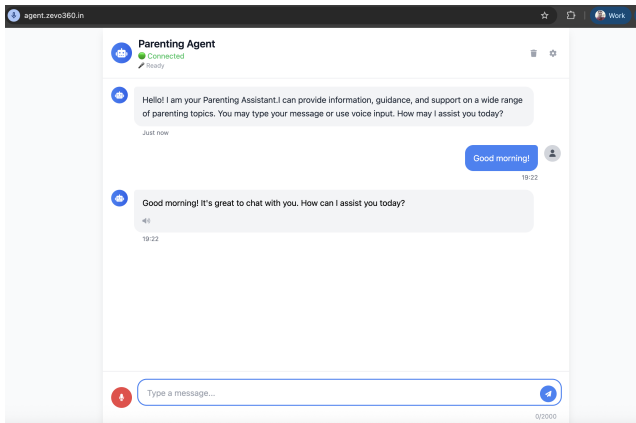 agent.zevo360.in
Work
Parenting Agent
Connected
Ready
Hello! I am your Parenting Assistant.I can provide information, guidance, and support on a wide range
of parenting topics. You may type your message or use voice input. How may I assist you today?
Just now
Good morning!
19:22
Good morning! It's great to chat with you. How can I assist you today?
19:22
Type a message...
0/2000